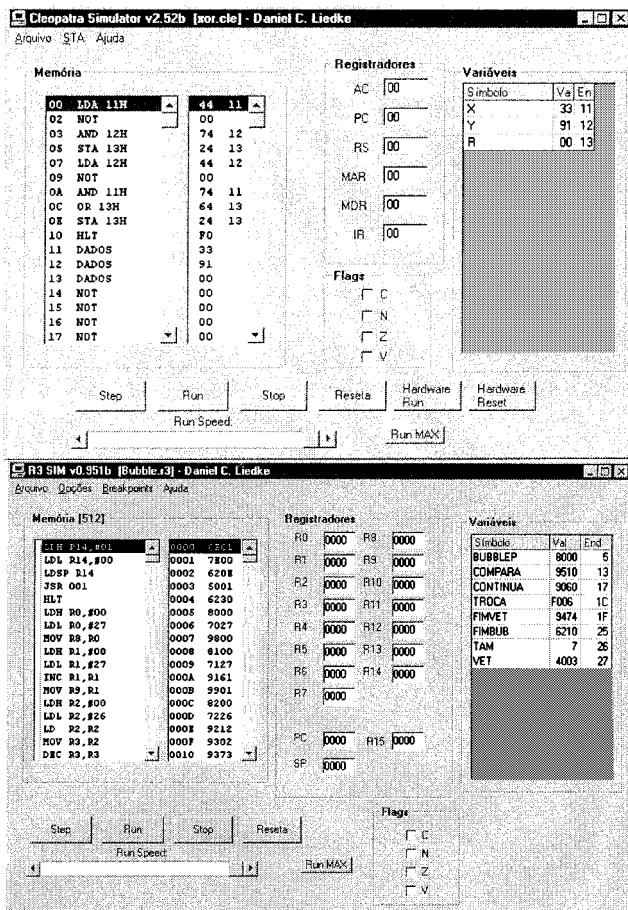 Cleopatra Simulator v2.52b [xor.cle] - Daniel C. Liedke
Arquivo STA Ajuda
Memória
00 LDA 11H 44 11
02 NOT 00
03 AND 12H 74 12
05 STA 13H 24 13
07 LDA 12H 44 12
09 NOT 00
0A AND 11H 74 11
0C OR 13H 64 13
0E STA 13H 24 13
10 HLT F0
11 DADOS 33
12 DADOS 91
13 DADOS 00
14 NOT 00
15 NOT 00
16 NOT 00
17 NOT 00
Registradores
AC 00
PC 00
RS 00
MAR 00
MDR 00
IR 00
Flags
C
N
Z
V
Variáveis
Símbolo Va En
X 33 11
Y 91 12
R 00 13
Step Run Stop Reseta Hardware Run Hardware Reset
Run Speed:
Run MAX
R3 SIM v0.951b [Bubble.r3] - Daniel C. Liedke
Arquivo Opções Breakpoints Ajuda
Memória [512]
LDH R14,#01 0000
LDL R14,#00 0001 7E00
LDSP R14 0002 620E
JSR 001 0003 5001
HLT 0004 6230
LDH R0,#00 0005 8000
LDL R0,#27 0006 7027
MOV R8,R0 0007 9800
LDH R1,#00 0008 8100
LDL R1,#27 0009 7127
INC R1,R1 000A 9161
MOV R9,R1 000B 9901
LDH R2,#00 000C 8200
LDL R2,#26 000D 7226
LD R2,R2 000E 9212
MOV R3,R2 000F 9302
DEC R3,R3 0010 9373
Registradores
R0 0000 R8 0000
R1 0000 R9 0000
R2 0000 R10 0000
R3 0000 R11 0000
R4 0000 R12 0000
R5 0000 R13 0000
R6 0000 R14 0000
R7 0000
PC 0000 R15 0000
SP 0000
Variáveis
Símbolo Val End
BUBBLEP 8000 5
COMPARA 9510 13
CONTINUA 9060 17
TROCA F006 1C
FIMVET 9474 1F
FIMBUB 6210 25
TAM 7 26
VET 4003 27
Step Run Stop Reseta
Run Speed:
Run MAX
Flags
C
N
Z
V